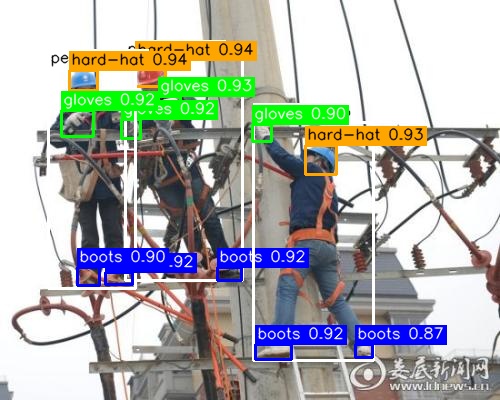 hard-hat 0.94
hard-hat 0.94
gloves 0.93
gloves 0.92
gloves 0.92
gloves 0.90
hard-hat 0.93
boots 0.90
boots 0.92
boots 0.92
boots 0.87
娄底新闻网
www.ldnews.cn